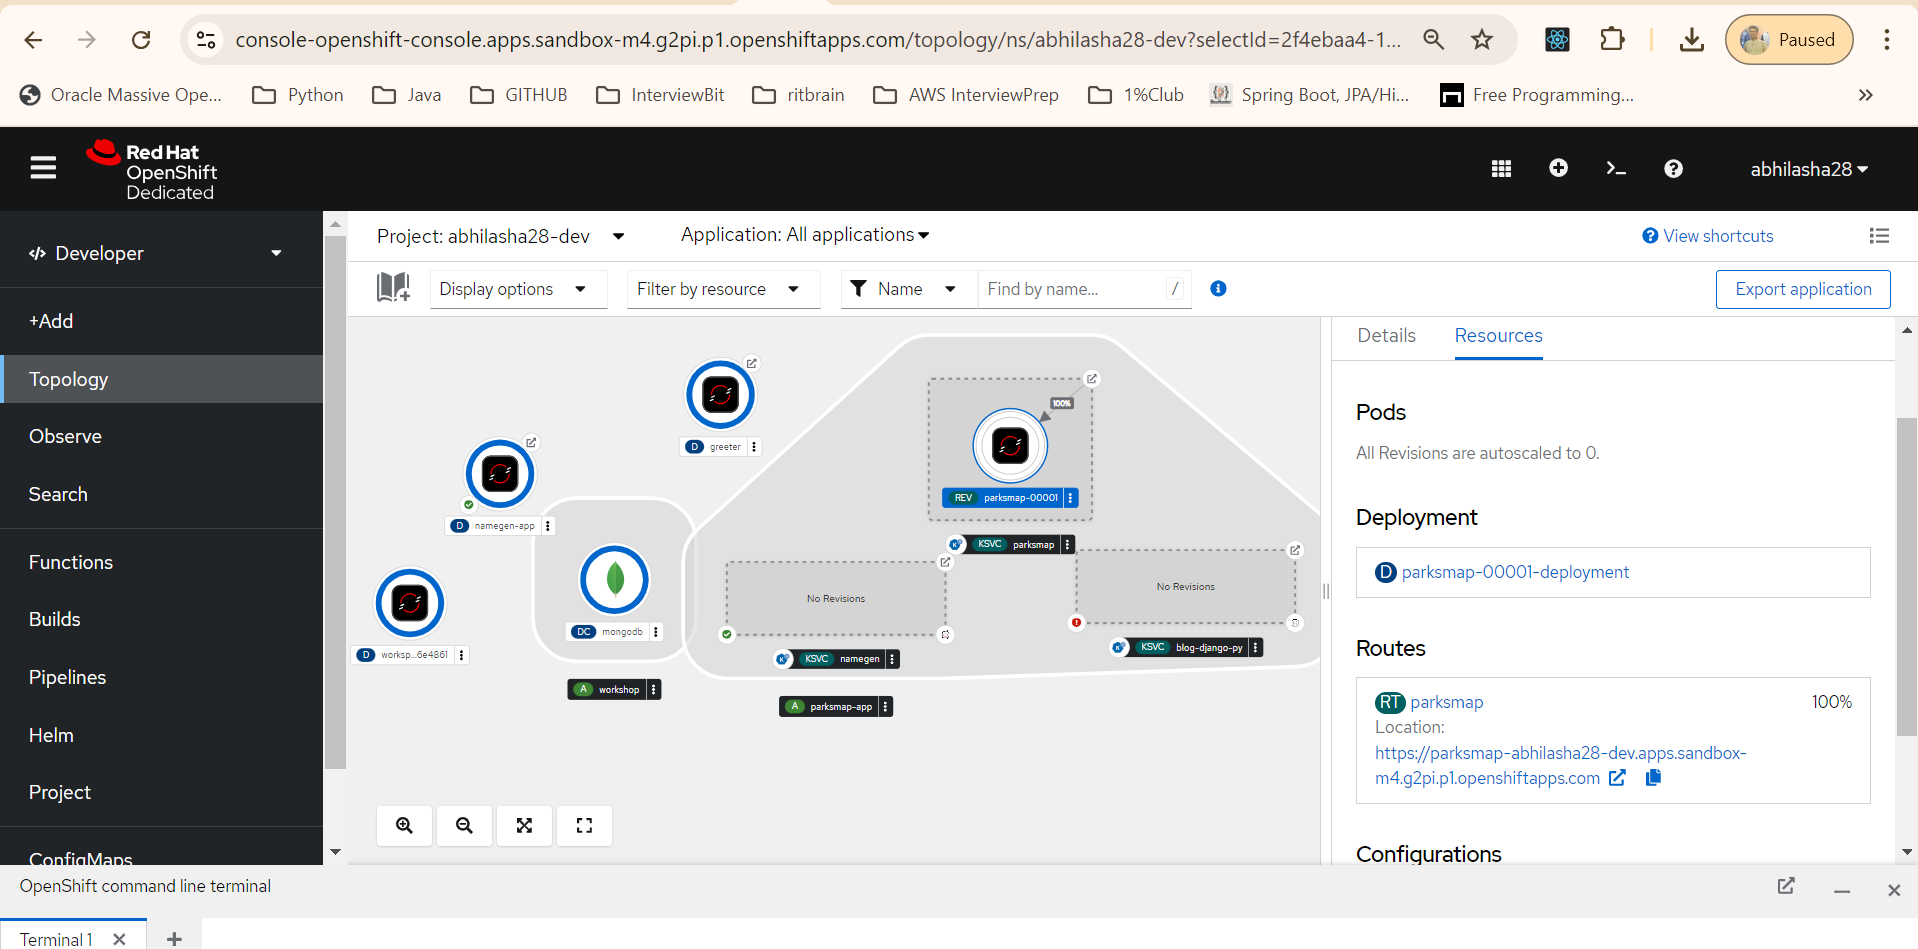 console-openshift-console.apps.sandbox-m4.g2pi.p1.openshiftapps.com/topology/ns/abhilasha28-dev?selectId=2f4ebaa4-1...
Paused
Oracle Massive Ope...
Python
Java
GITHUB
InterviewBit
ritbrain
AWS InterviewPrep
1%Club
Spring Boot, JPA/Hi...
Free Programming...
»
Red Hat
OpenShift
Dedicated
abhilasha28
Developer
+Add
Topology
Observe
Search
Functions
Builds
Pipelines
Helm
Project
ConfigMaps
Project: abhilasha28-dev
Application: All applications
View shortcuts
Display options
Filter by resource
Name
Find by name...
/
Export application
D greeter
D namegen-app
D worksp...6e4861
DC mongodb
A workshop
100%
REV parksmap-00001
KSVC parksmap
No Revisions
KSVC namegen
No Revisions
KSVC blog-django-py
A parksmap-app
Details
Resources
Pods
All Revisions are autoscaled to 0.
Deployment
D parksmap-00001-deployment
Routes
RT parksmap
100%
Location:
https://parksmap-abhilasha28-dev.apps.sandbox-
m4.g2pi.p1.openshiftapps.com
Configurations
OpenShift command line terminal
Terminal 1